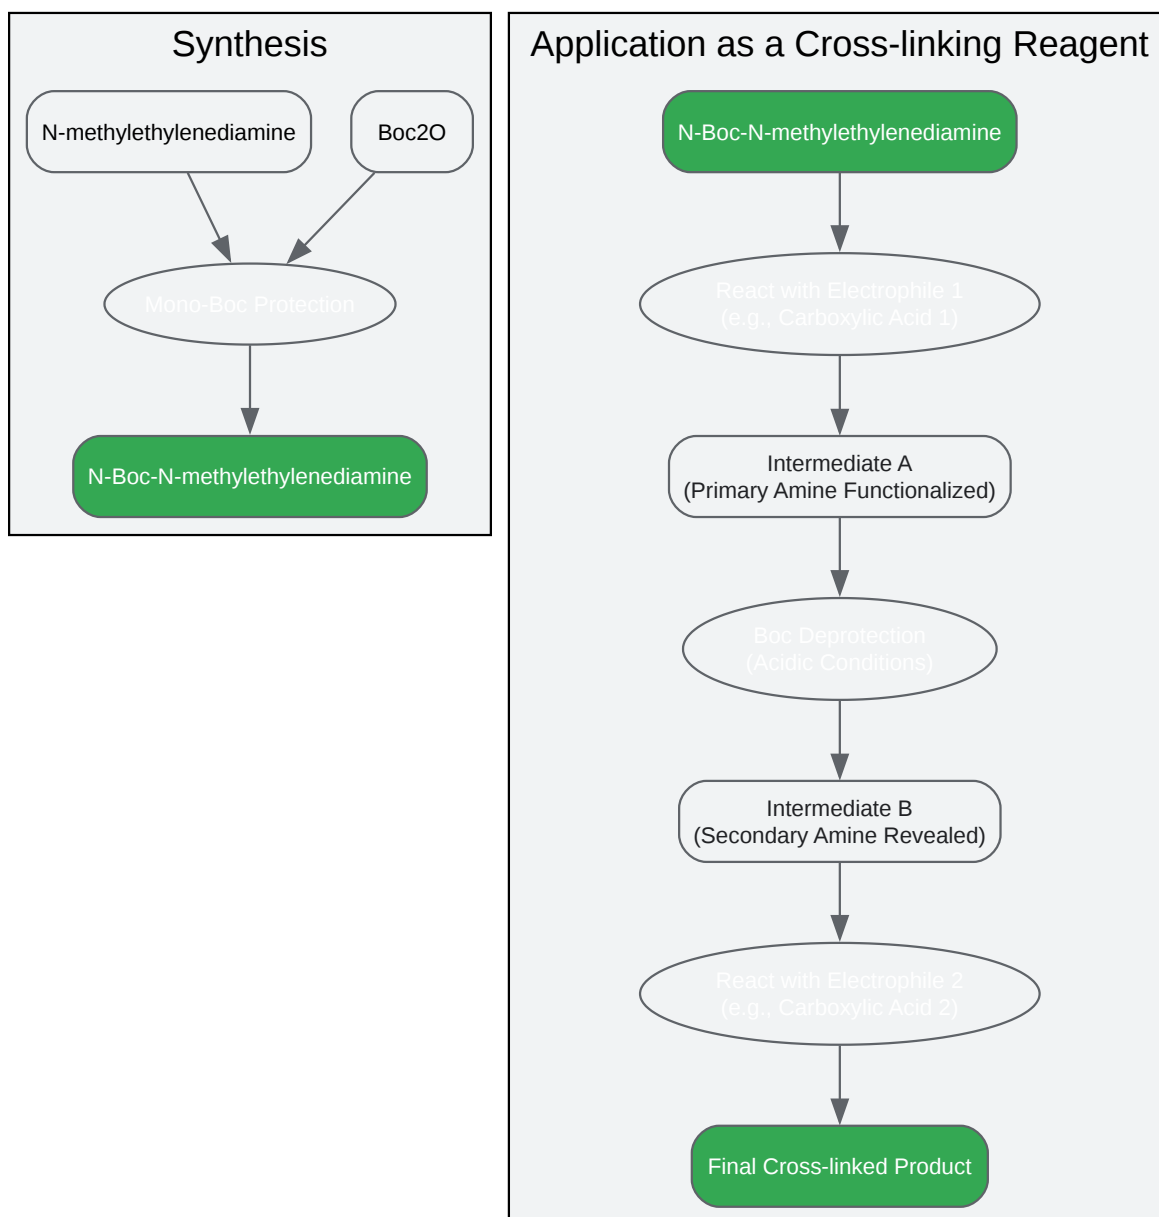 Synthesis
N-methylethylenediamine
Boc2O
Mono-Boc Protection
N-Boc-N-methylethylenediamine
Application as a Cross-linking Reagent
N-Boc-N-methylethylenediamine
React with Electrophile 1
(e.g., Carboxylic Acid 1)
Intermediate A
(Primary Amine Functionalized)
Boc Deprotection
(Acidic Conditions)
Intermediate B
(Secondary Amine Revealed)
React with Electrophile 2
(e.g., Carboxylic Acid 2)
Final Cross-linked Product